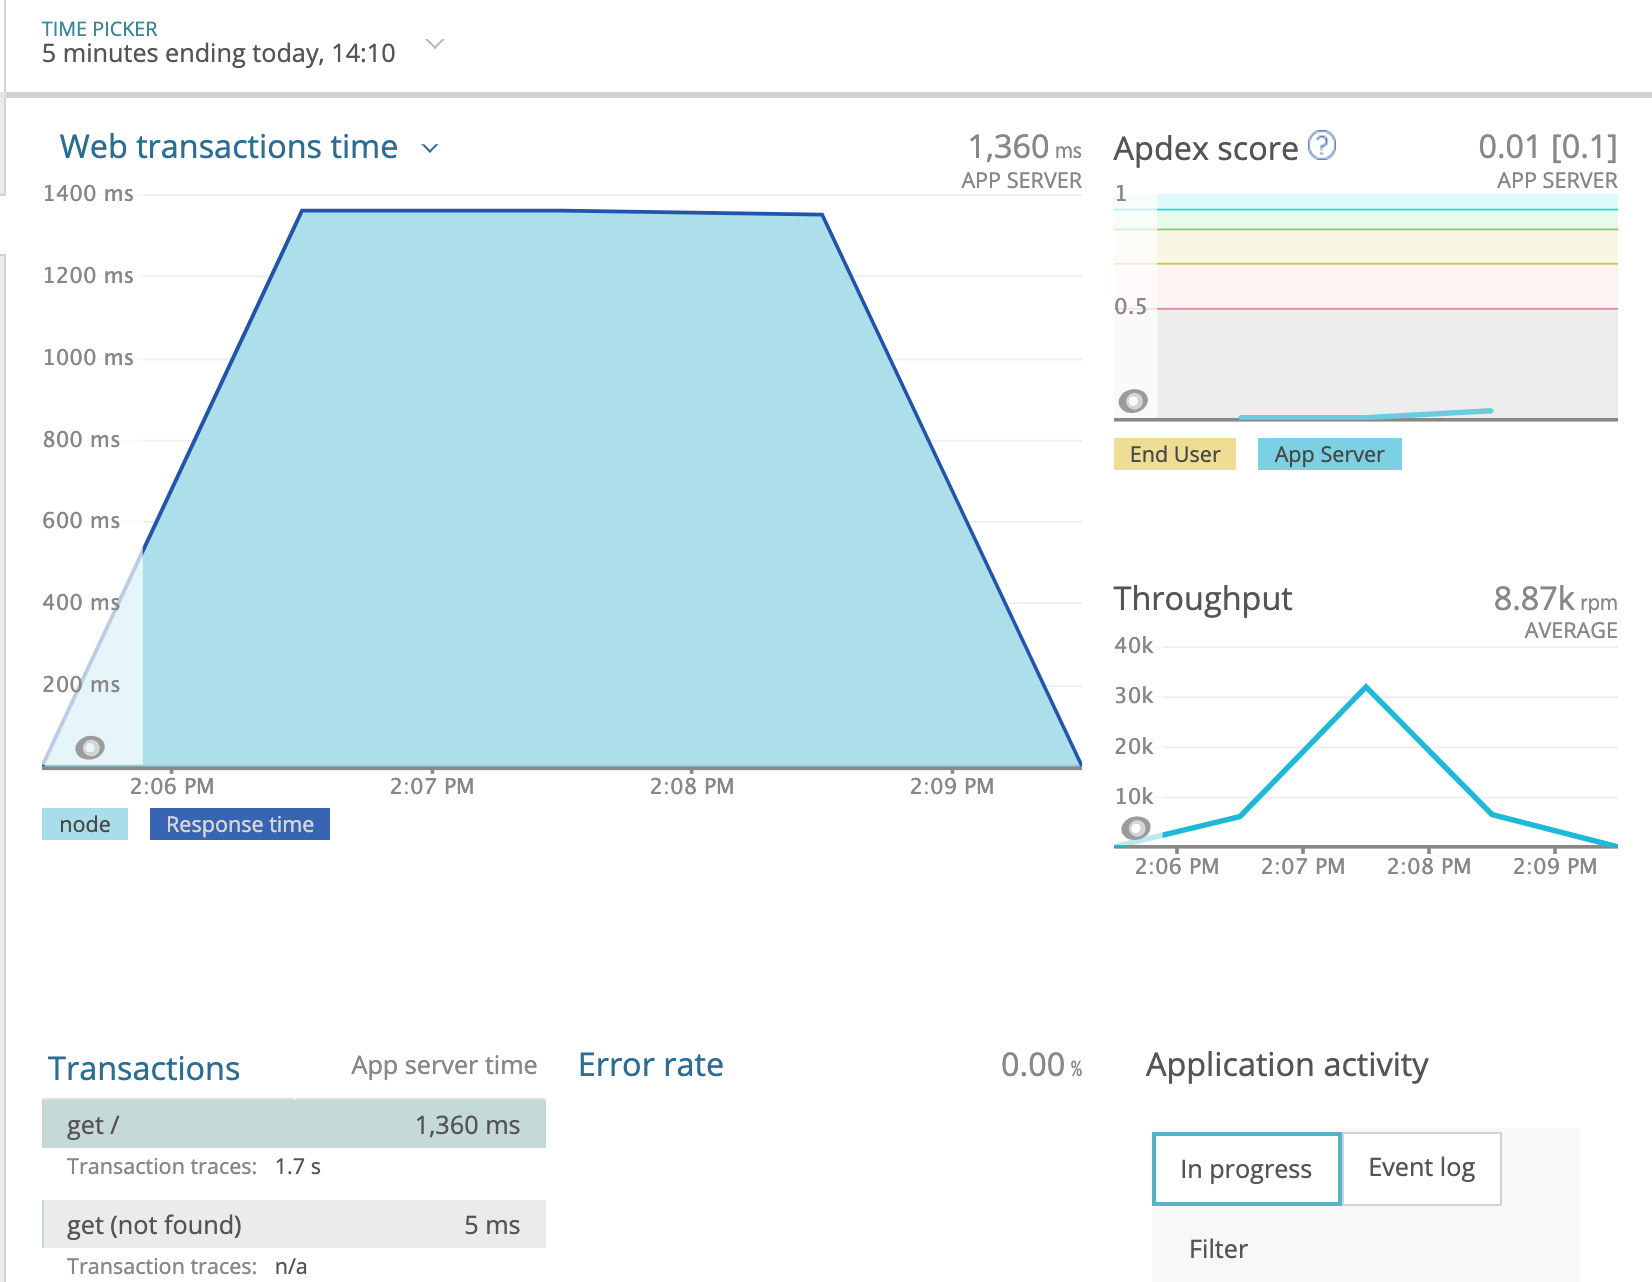 TIME PICKER
5 minutes ending today, 14:10
Web transactions time
1,360 ms
APP SERVER
1400 ms
1200 ms
1000 ms
800 ms
600 ms
400 ms
200 ms
2:06 PM
2:07 PM
2:08 PM
2:09 PM
node
Response time
Apdex score ?
0.01 [0.1]
APP SERVER
1
0.5
End User
App Server
Throughput
8.87k rpm
AVERAGE
40k
30k
20k
10k
2:06 PM
2:07 PM
2:08 PM
2:09 PM
Transactions
App server time
get /
1,360 ms
Transaction traces: 1.7 s
get (not found)
5 ms
Transaction traces: n/a
Error rate
0.00 %
Application activity
In progress
Event log
Filter